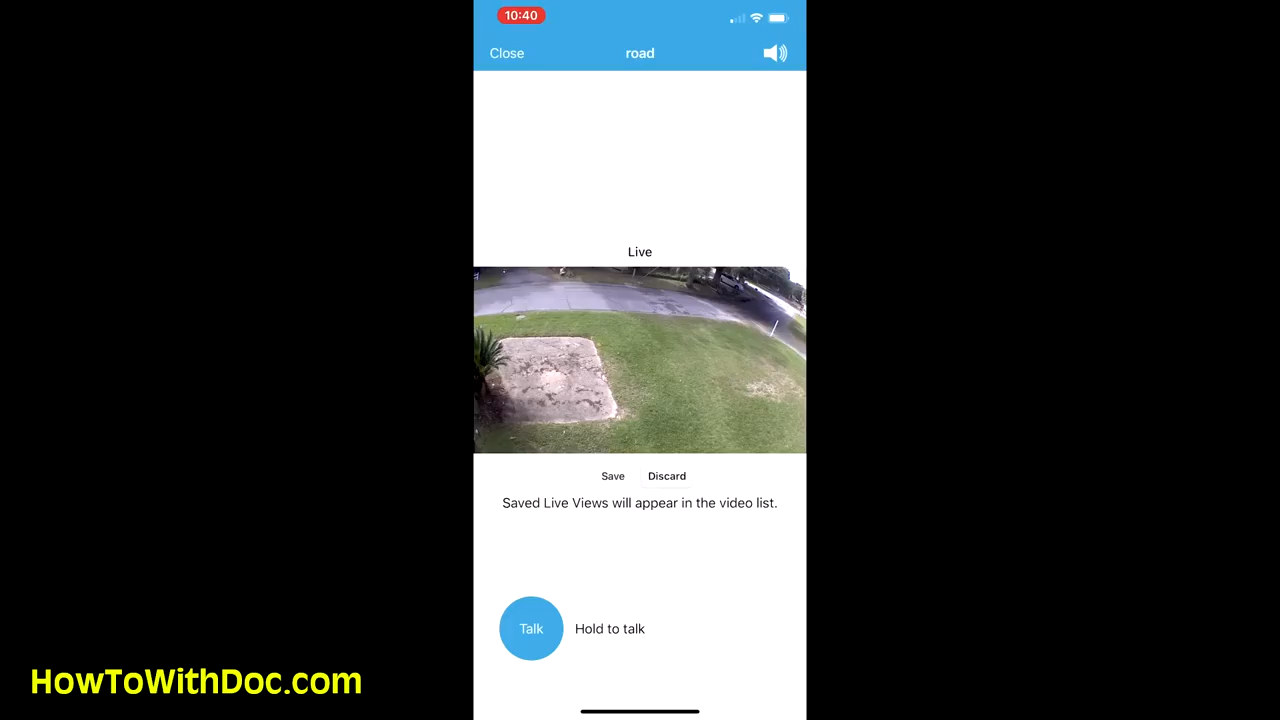 10:40
Close road
Live
Save Discard
Saved Live Views will appear in the video list.
Talk Hold to talk
HowToWithDoc.com